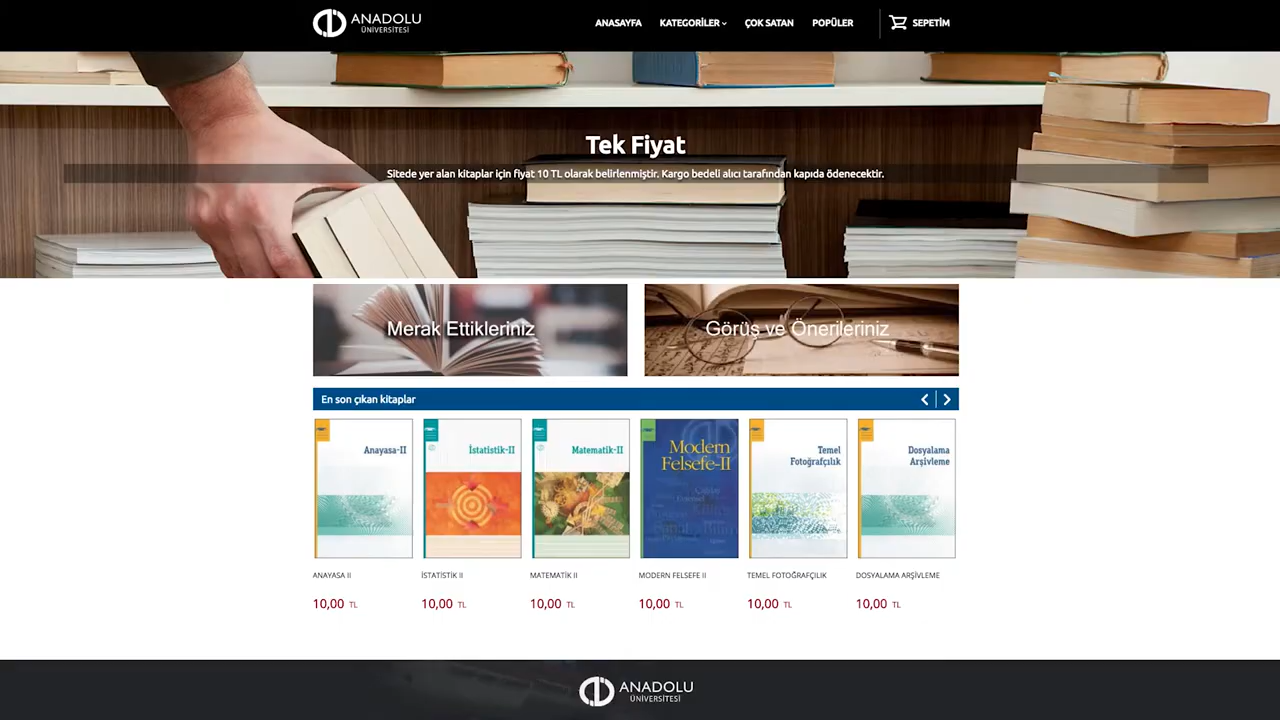 ANADOLU
ÜNİVERSİTESİ
ANASAYFA
KATEGORİLER
ÇOK SATAN
POPÜLER
SEPETİM
Tek Fiyat
Sitede yer alan kitaplar için fiyat 10 TL olarak belirlenmiştir. Kargo bedeli alıcı tarafından kapıda ödenecektir.
Merak Ettikleriniz
Görüş ve Önerileriniz
En son çıkan kitaplar
Anayasa-II
İstatistik-II
Matematik-II
Modern
Felsefe-II
Temel
Fotoğrafçılık
Dosyalama
Arşivleme
ANAYASA II
İSTATİSTİK II
MATEMATİK II
MODERN FELSEFE II
TEMEL FOTOĞRAFÇILIK
DOSYALAMA ARŞİVLEME
10,00 TL
10,00 TL
10,00 TL
10,00 TL
10,00 TL
10,00 TL
ANADOLU
ÜNİVERSİTESİ